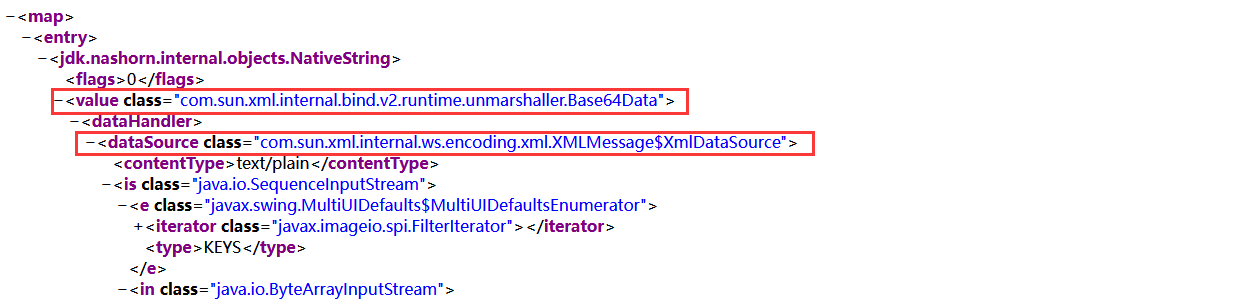 −<map>
−<entry>
−<jdk.nashorn.internal.objects.NativeString>
<flags>0</flags>
−<value class="com.sun.xml.internal.bind.v2.runtime.unmarshaller.Base64Data">
−<dataHandler>
−<dataSource class="com.sun.xml.internal.ws.encoding.xml.XMLMessage$XmlDataSource">
<contentType>text/plain</contentType>
−<is class="java.io.SequenceInputStream">
−<e class="javax.swing.MultiUIDefaults$MultiUIDefaultsEnumerator">
+<iterator class="javax.imageio.spi.FilterIterator"></iterator>
<type>KEYS</type>
</e>
−<in class="java.io.ByteArrayInputStream">